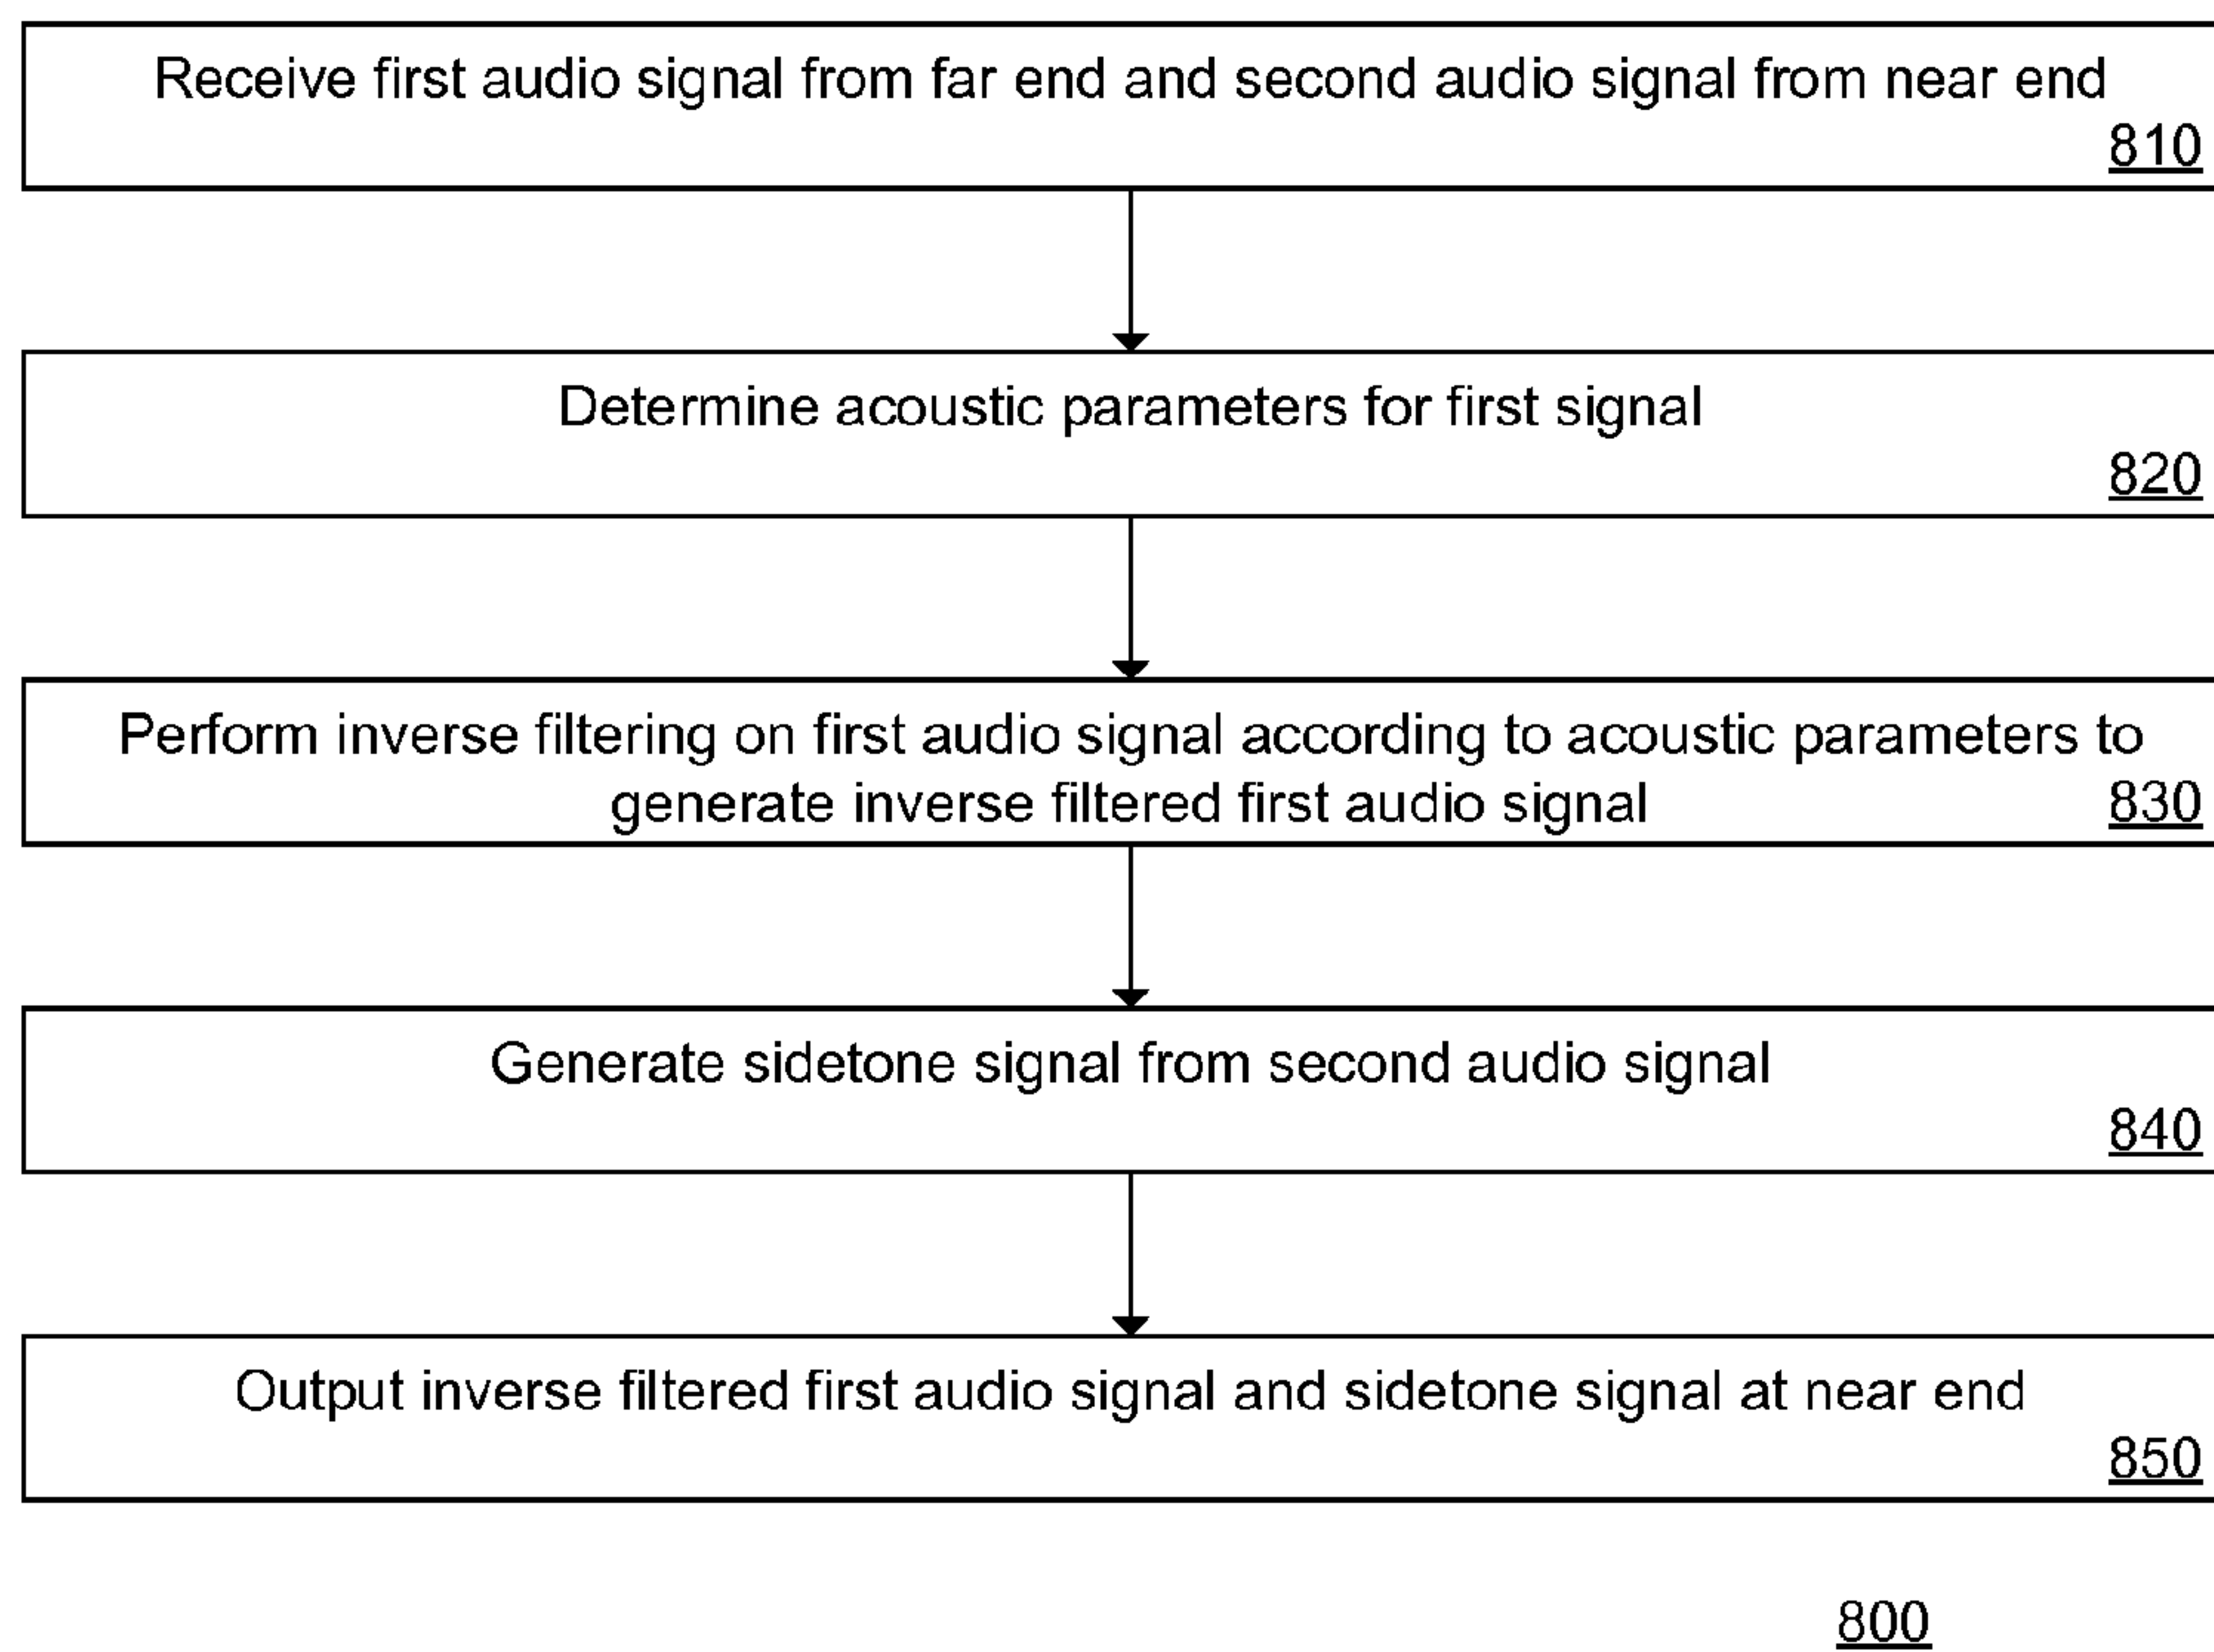 Receive first audio signal from far end and second audio signal from near end
810
Determine acoustic parameters for first signal
820
Perform inverse filtering on first audio signal according to acoustic parameters to
generate inverse filtered first audio signal
830
Generate sidetone signal from second audio signal
840
Output inverse filtered first audio signal and sidetone signal at near end
850
800